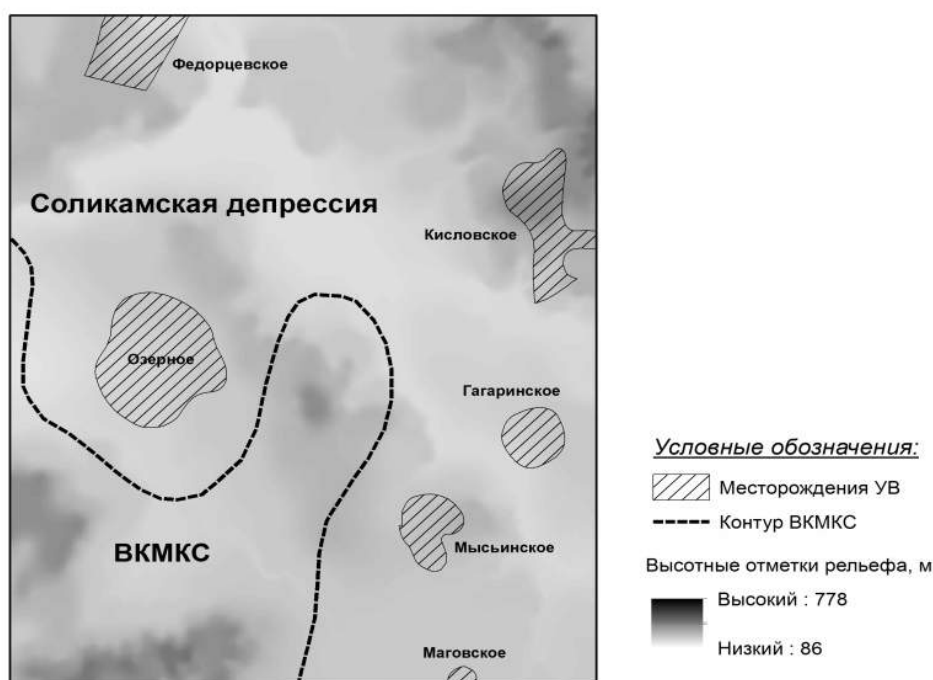 Федорцевское
Соликамская депрессия
Кисловское
Озерное
Гагаринское
ВКМКС
Мысьинское
Маговское
Условные обозначения:
Месторождения УВ
Контур ВКМКС
Высотные отметки рельефа, м
Высокий : 778
Низкий : 86